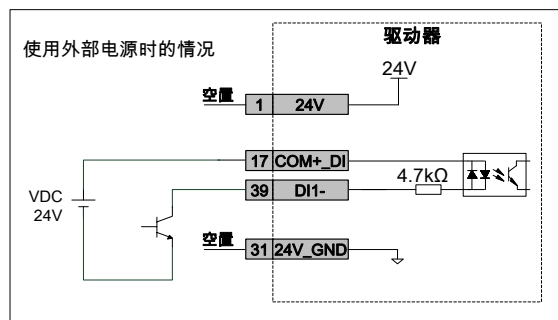 使用外部电源时的情况
驱动器
24V
空置
1 24V
17 COM+_DI
39 DI1-
4.7kΩ
VDC
24V
空置
31 24V_GND